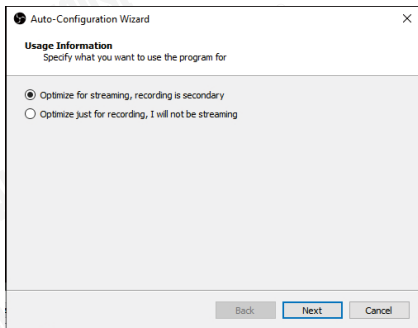 Auto-Configuration Wizard
Usage Information
Specify what you want to use the program for
Optimize for streaming, recording is secondary
Optimize just for recording, I will not be streaming
Back Next Cancel